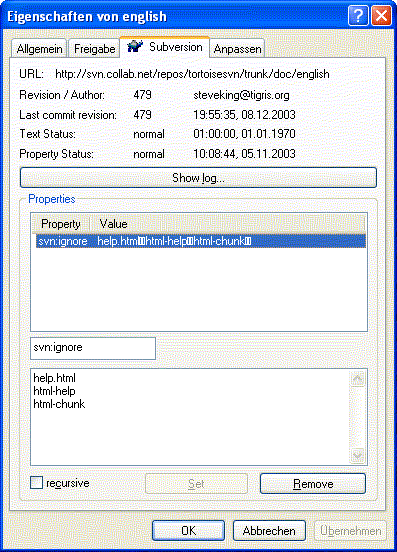 Eigenschaften von english
Allgemein Freigabe Subversion Anpassen
URL: http://svn.collab.net/repos/tortoisesvn/trunk/doc/english
Revision / Author: 479 steveking@tigris.org
Last commit revision: 479 19:55:35, 08.12.2003
Text Status: normal 01:00:00, 01.01.1970
Property Status: normal 10:08:44, 05.11.2003
Show log...
Properties
Property Value
svn:ignore help.html▯▯html-help▯▯html-chunk▯▯
svn:ignore
help.html
html-help
html-chunk
recursive Set Remove
OK Abbrechen Übernehmen